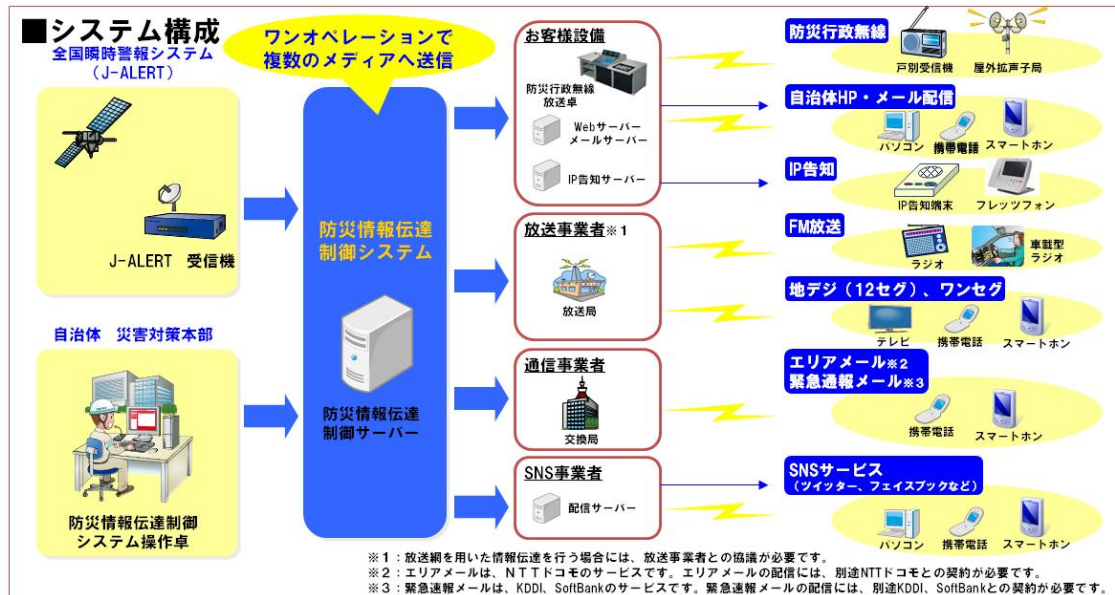 ■システム構成
全国瞬時警報システム
（J-ALERT）
J-ALERT　受信機
自治体　災害対策本部
防災情報伝達制御
システム操作卓
ワンオペレーションで
複数のメディアへ送信
防災情報伝達
制御システム
防災情報伝達
制御サーバー
お客様設備
防災行政無線
放送卓
Webサーバー
メールサーバー
IP告知サーバー
放送事業者※1
放送局
通信事業者
交換局
SNS事業者
配信サーバー
防災行政無線
戸別受信機
屋外拡声子局
自治体HP・メール配信
パソコン
携帯電話
スマートホン
IP告知
IP告知端末
フレッツフォン
FM放送
ラジオ
車載型
ラジオ
地デジ（12セグ）、ワンセグ
テレビ
携帯電話
スマートホン
エリアメール※2
緊急通報メール※3
携帯電話
スマートホン
SNSサービス
（ツイッター、フェイスブックなど）
パソコン
携帯電話
スマートホン
※1：放送網を用いた情報伝達を行う場合には、放送事業者との協議が必要です。
※2：エリアメールは、NTTドコモのサービスです。エリアメールの配信には、別途NTTドコモとの契約が必要です。
※3：緊急速報メールは、KDDI、SoftBankのサービスです。緊急速報メールの配信には、別途KDDI、SoftBankとの契約が必要です。